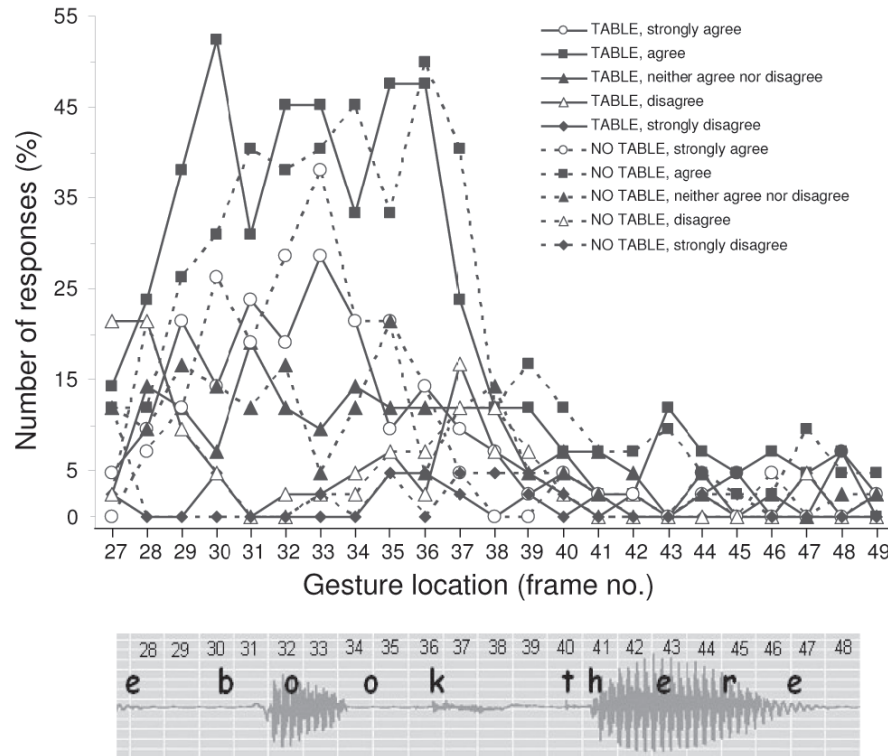 55
45
35
25
15
5
0
Number of responses (%)
TABLE, strongly agree
TABLE, agree
TABLE, neither agree nor disagree
TABLE, disagree
TABLE, strongly disagree
NO TABLE, strongly agree
NO TABLE, agree
NO TABLE, neither agree nor disagree
NO TABLE, disagree
NO TABLE, strongly disagree
27 28 29 30 31 32 33 34 35 36 37 38 39 40 41 42 43 44 45 46 47 48 49
Gesture location (frame no.)
28 29 30 31 32 33 34 35 36 37 38 39 40 41 42 43 44 45 46 47 48
e b o o k t h e r e